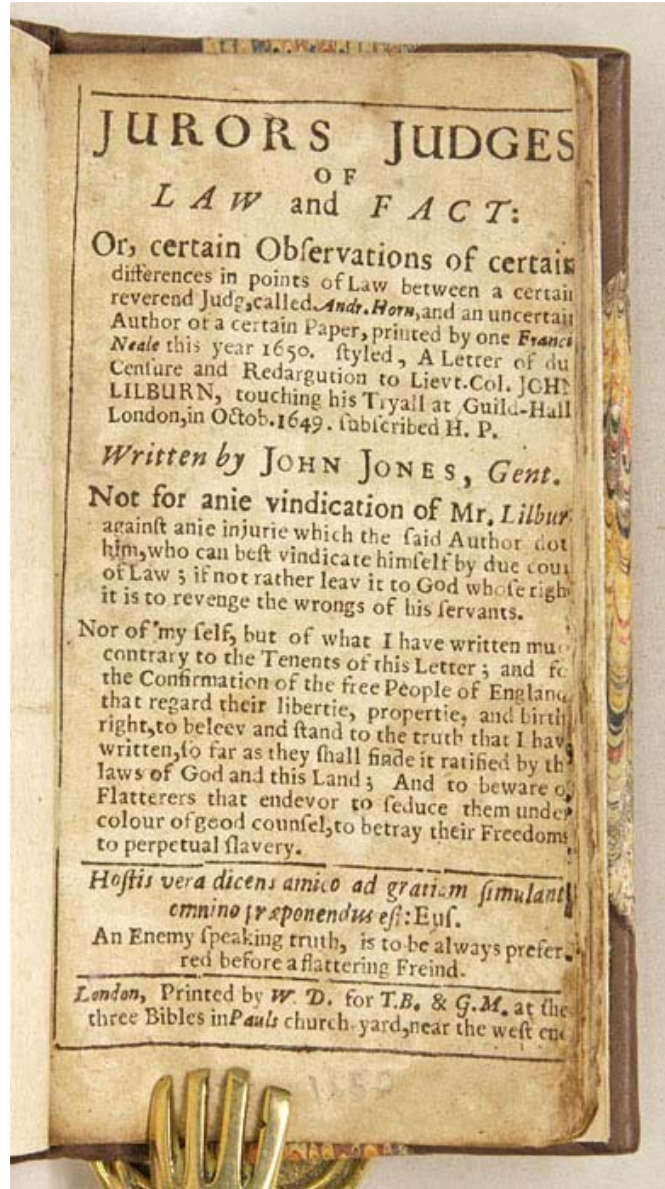 JURORS JUDGES
OF
LAW and FACT:
Or, certain Obſervations of certain
differences in points of Law between a certain
reverend Judg, called Andr. Horn, and an uncertain
Author of a certain Paper, printed by one Franci
Neale this year 1650. ſtyled, A Letter of du
Cenſure and Redargution to Lievt. Col. JOHN
LILBURN, touching his Tryall at Guild-Hall
London, in Octob. 1649. ſubſcribed H. P.
Written by JOHN JONES, Gent.
Not for anie vindication of Mr. Lilbur
againſt anie injurie which the ſaid Author dot
him, who can beſt vindicate himſelf by due cour
of Law; if not rather leav it to God whoſe righ
it is to revenge the wrongs of his ſervants.
Nor of my ſelf, but of what I have written muc
contrary to the Tenents of this Letter; and fo
the Confirmation of the free People of England,
that regard their libertie, propertie, and birth
right, to beleev and ſtand to the truth that I hav
written, ſo far as they ſhall finde it ratified by th
laws of God and this Land; And to beware of
Flatterers that endevor to ſeduce them under
colour of good counſel, to betray their Freedoms
to perpetual ſlavery.
Hoſtis vera dicens amico ad gratiam ſimulanti
omnino præponendus eſt: Euſ.
An Enemy ſpeaking truth, is to be always prefer-
red before a flattering Freind.
London, Printed by W. D. for T.B. & G.M. at the
three Bibles in Pauls church-yard, near the weſt end